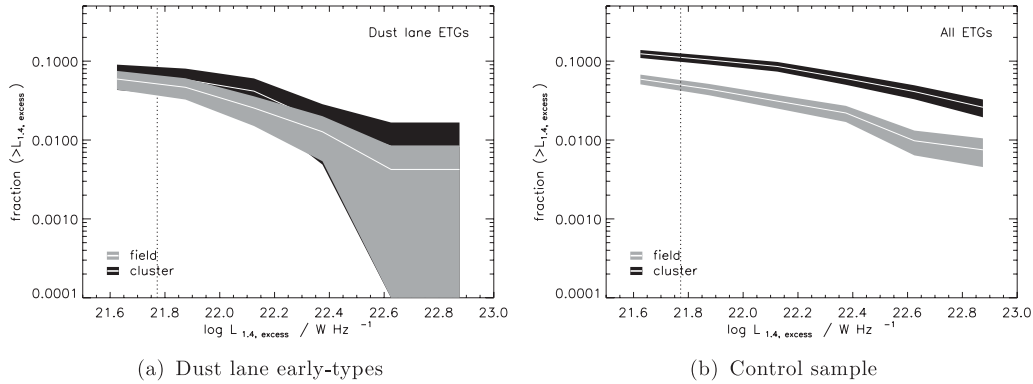 Dust lane ETGs
fraction (>L1.4, excess)
0.1000
0.0100
0.0010
0.0001
field
cluster
21.6 21.8 22.0 22.2 22.4 22.6 22.8 23.0
log L 1.4, excess / W Hz -1
(a) Dust lane early-types
All ETGs
fraction (>L1.4, excess)
0.1000
0.0100
0.0010
0.0001
field
cluster
21.6 21.8 22.0 22.2 22.4 22.6 22.8 23.0
log L 1.4, excess / W Hz -1
(b) Control sample